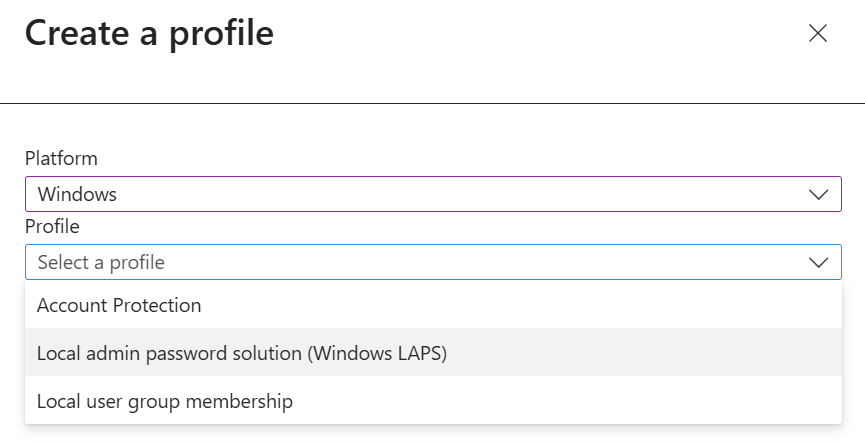 Create a profile
Platform
Windows
Profile
Select a profile
Account Protection
Local admin password solution (Windows LAPS)
Local user group membership